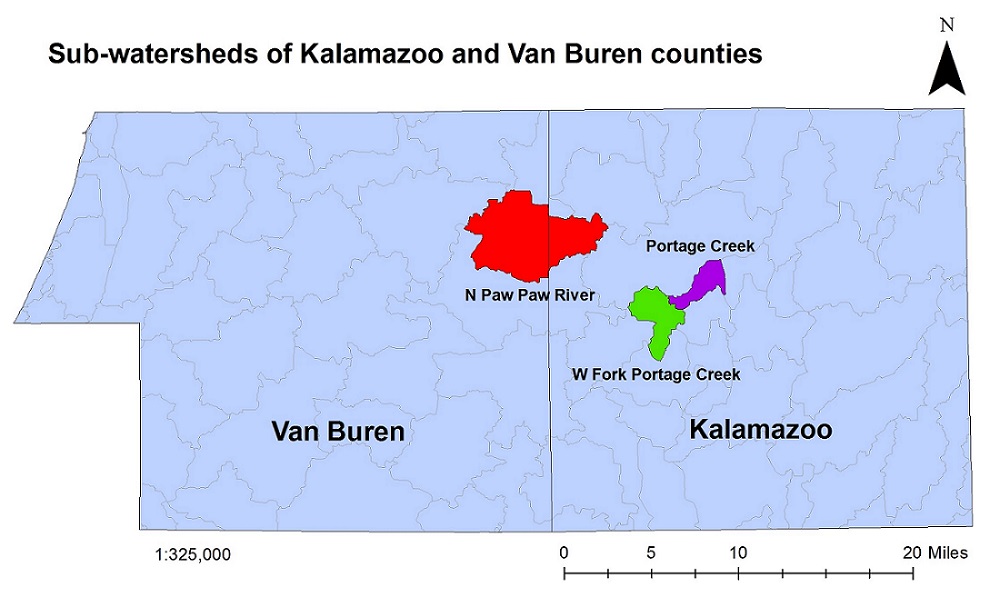 N
Sub-watersheds of Kalamazoo and Van Buren counties
Portage Creek
N Paw Paw River
W Fork Portage Creek
Van Buren
Kalamazoo
1:325,000
0 5 10 20 Miles